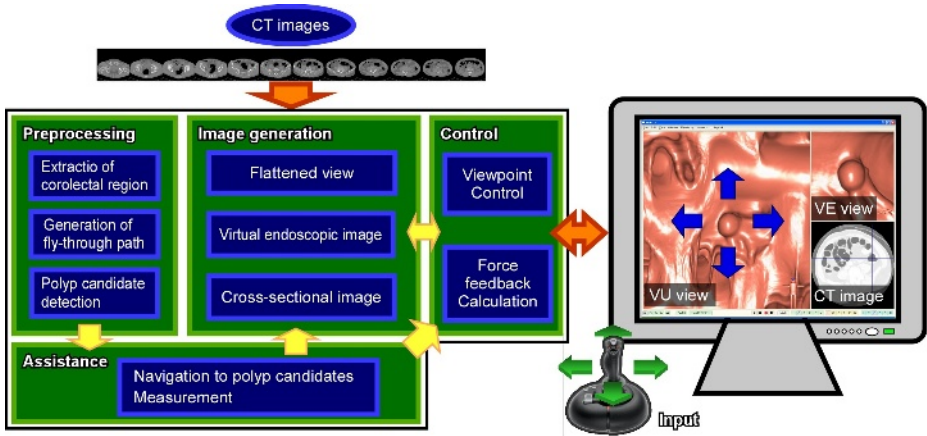 CT images
Preprocessing
Extractio of
corolectal region
Generation of
fly-through path
Polyp candidate
detection
Image generation
Flattened view
Virtual endoscopic image
Cross-sectional image
Control
Viewpoint
Control
Force
feedback
Calculation
Assistance
Navigation to polyp candidates
Measurement
VU view
VE view
CT image
Input